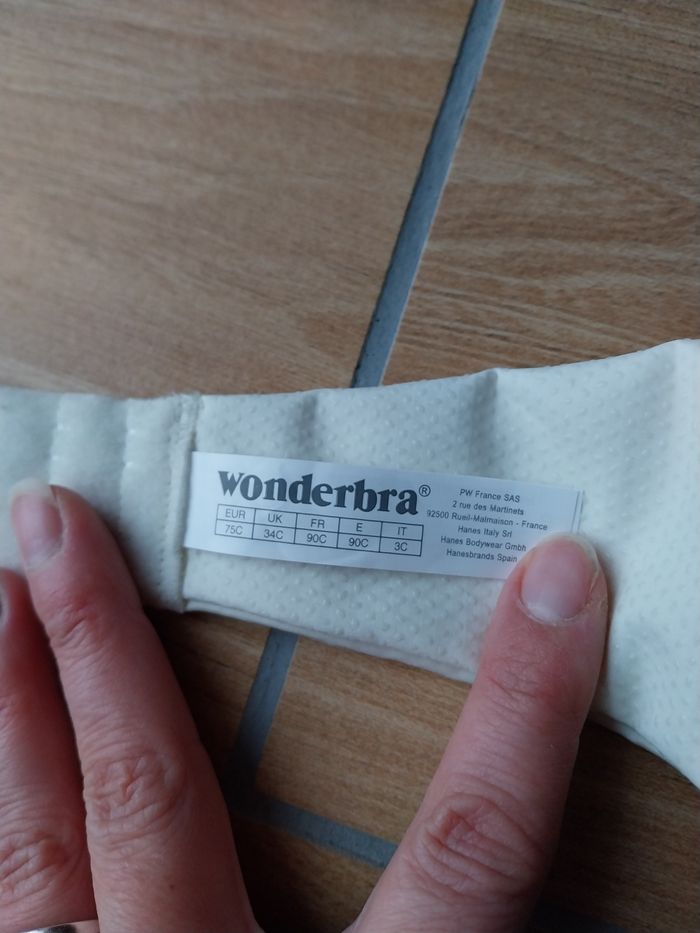 wonderbra®
EUR UK FR E IT
75C 34C 90C 90C 3C
PW France SAS
2 rue des Martinets
92500 Rueil-Malmaison - France
Hanes Italy Srl
Hanes Bodywear Gmbh
Hanesbrands Spain